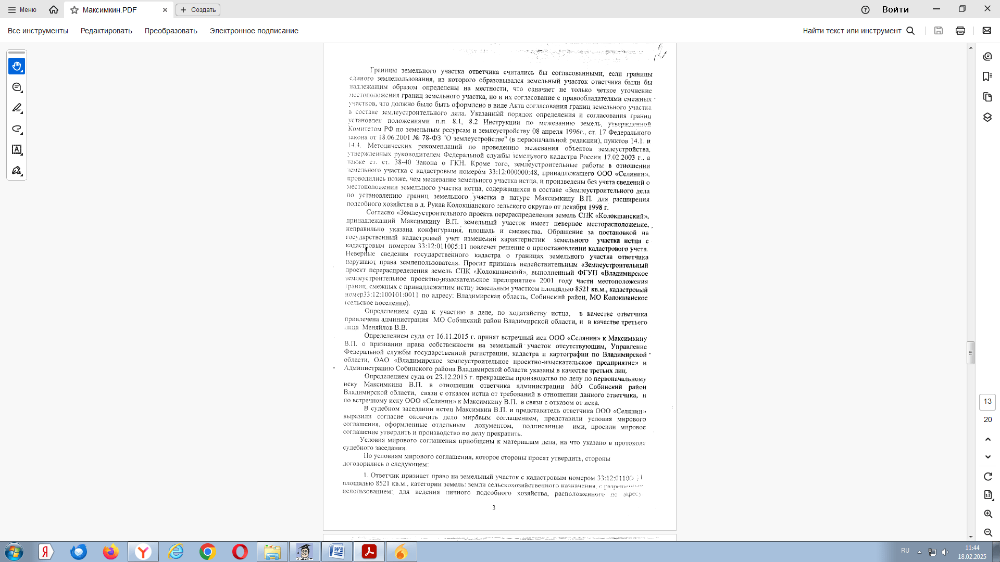 Меню
Максимкин.PDF
Создать
Войти
Все инструменты
Редактировать
Преобразовать
Электронное подписание
Найти текст или инструмент
Границы земельного участка ответчика считались бы согласованными, если границы
единого землепользования, из которого образовывался земельный участок ответчика были бы
надлежащим образом определены на местности, что означает не только четкое уточнение
местоположения границ земельного участка, но и их согласование с правообладателями смежных
участков, что должно было быть оформлено в виде Акта согласования границ земельного участка
в составе землеустроительного дела. Указанный порядок определения и согласования границ
установлен положениями п.п. 8.1, 8.2 Инструкции по межеванию земель, утвержденной
Комитетом РФ по земельным ресурсам и землеустройству 08 апреля 1996г., ст. 17 Федерального
закона от 18.06.2001 № 78-ФЗ "О землеустройстве" (в первоначальной редакции), пунктов 14.1. и
14.4. Методических рекомендаций по проведению межевания объектов землеустройства,
утвержденных руководителем Федеральной службы земельного кадастра России 17.02.2003 г., а
также ст. ст. 38-40 Закона о ГКН. Кроме того, землеустроительные работы в отношении
земельного участка с кадастровым номером 33:12:000000:48, принадлежащего ООО «Селянин»,
проводились позже, чем межевание земельного участка истца, и произведены без учета сведений о
местоположении земельного участка истца, содержащихся в составе «Землеустроительного дела
по установлению границ земельного участка в натуре Максимкину В.П. для расширения
подсобного хозяйства в д. Рукав Колокшанского сельского округа» от декабря 1998 г.
Согласно «Землеустроительного проекта перераспределения земель СПК «Колокшанский»,
принадлежащий Максимкину В.П. земельный участок имеет неверное месторасположение,
неправильно указана конфигурация, площадь и смежества. Обращение за постановкой на
государственный кадастровый учет изменений характеристик земельного участка истца с
кадастровым номером 33:12:011005:11 повлечет решение о приостановлении кадастрового учета.
Неверные сведения государственного кадастра о границах земельного участка ответчика
нарушают права землепользователя. Просит признать недействительным «Землеустроительный
проект перераспределения земель СПК «Колокшанский», выполненный ФГУП «Владимирское
землеустроительное проектно-изыскательское предприятие» 2001 году части местоположения
границ, смежных с принадлежащим истцу земельным участком площадью 8521 кв.м., кадастровый
номер33:12:100101:0011 по адресу: Владимирская область, Собинский район, МО Колокшанское
(сельское поселение).
Определением суда к участию в деле, по ходатайству истца, в качестве ответчика
привлечена администрация МО Собинский район Владимирской области, и в качестве третьего
лица Меняйлов В.В.
Определением суда от 16.11.2015 г. принят встречный иск ООО «Селянин» к Максимкину
В.П. о признании права собственности на земельный участок отсутствующим, Управление
Федеральной службы государственной регистрации, кадастра и картографии по Владимирской
области, ОАО «Владимирское землеустроительное проектно-изыскательское предприятие» и
Администрацию Собинского района Владимирской области указаны в качестве третьих лиц.
Определением суда от 23.12.2015 г. прекращены производство по делу по первоначальному
иску Максимкина В.П. в отношении ответчика администрации МО Собинский район
Владимирской области, связи с отказом истца от требований в отношении данного ответчика, и
по встречному иску ООО «Селянин» к Максимкину В.П. в связи с отказом от иска.
В судебном заседании истец Максимкин В.П. и представитель ответчика ООО «Селянин»
выразили согласие окончить дело мировым соглашением, представили условия мирового
соглашения, оформленные отдельным документом, подписанные ими, просили мировое
соглашение утвердить и производство по делу прекратить.
Условия мирового соглашения приобщены к материалам дела, на что указано в протоколе
судебного заседания.
По условиям мирового соглашения, которое стороны просят утвердить, стороны
договорились о следующем:
1. Ответчик признает право на земельный участок с кадастровым номером
площадью 8521 кв.м., категории земель: земли сельскохозяйственного назначения, с разрешенным
использованием: для ведения личного подсобного хозяйства, расположенного по адресу:
3
13
20
RU
11:44
18.02.2025